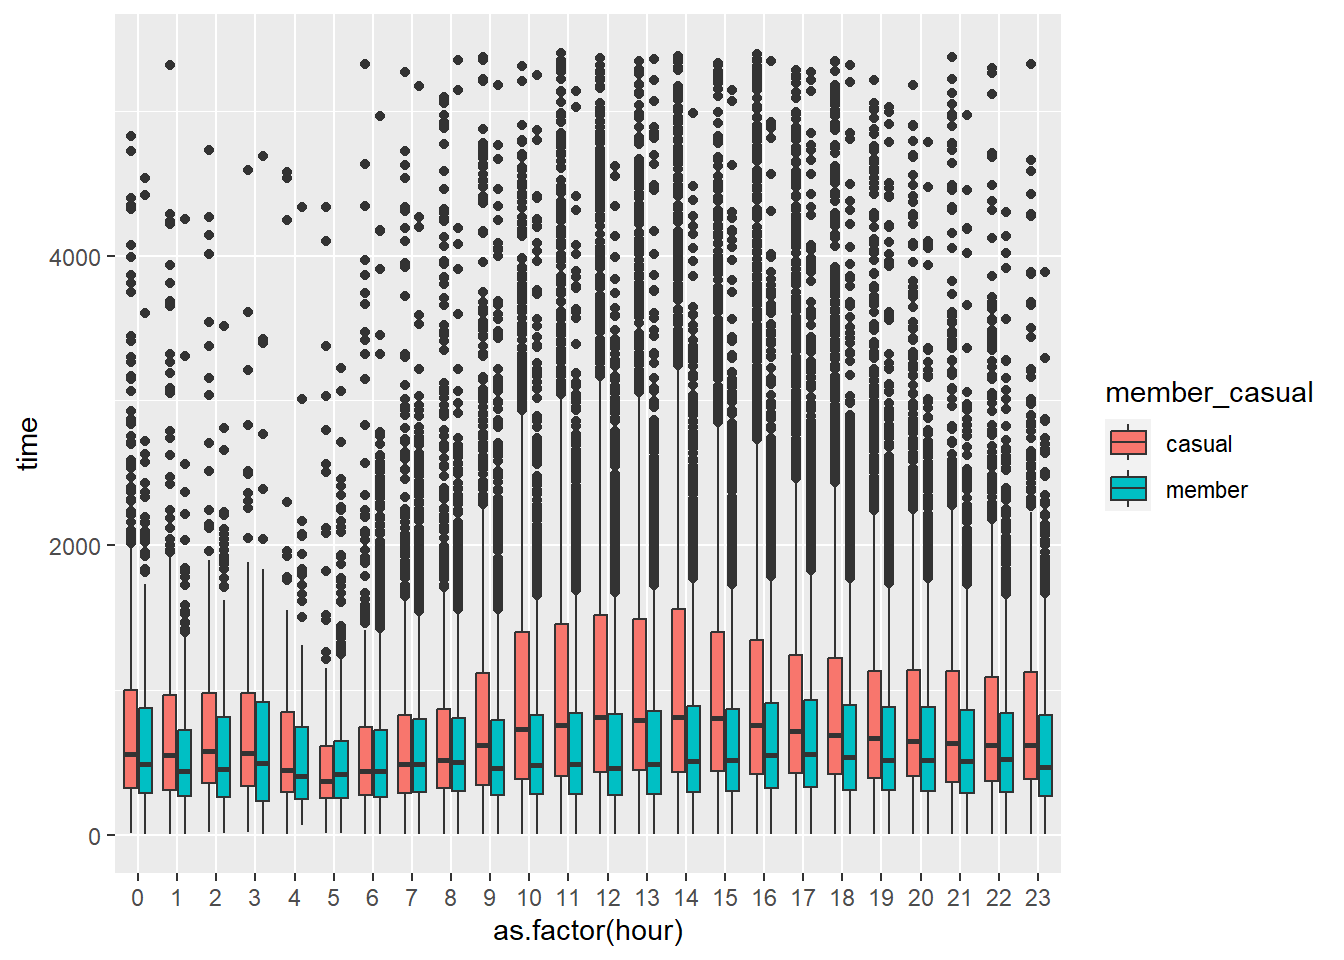 time
4000
2000
0
0 1 2 3 4 5 6 7 8 9 10 11 12 13 14 15 16 17 18 19 20 21 22 23
as.factor(hour)
member_casual
casual
member